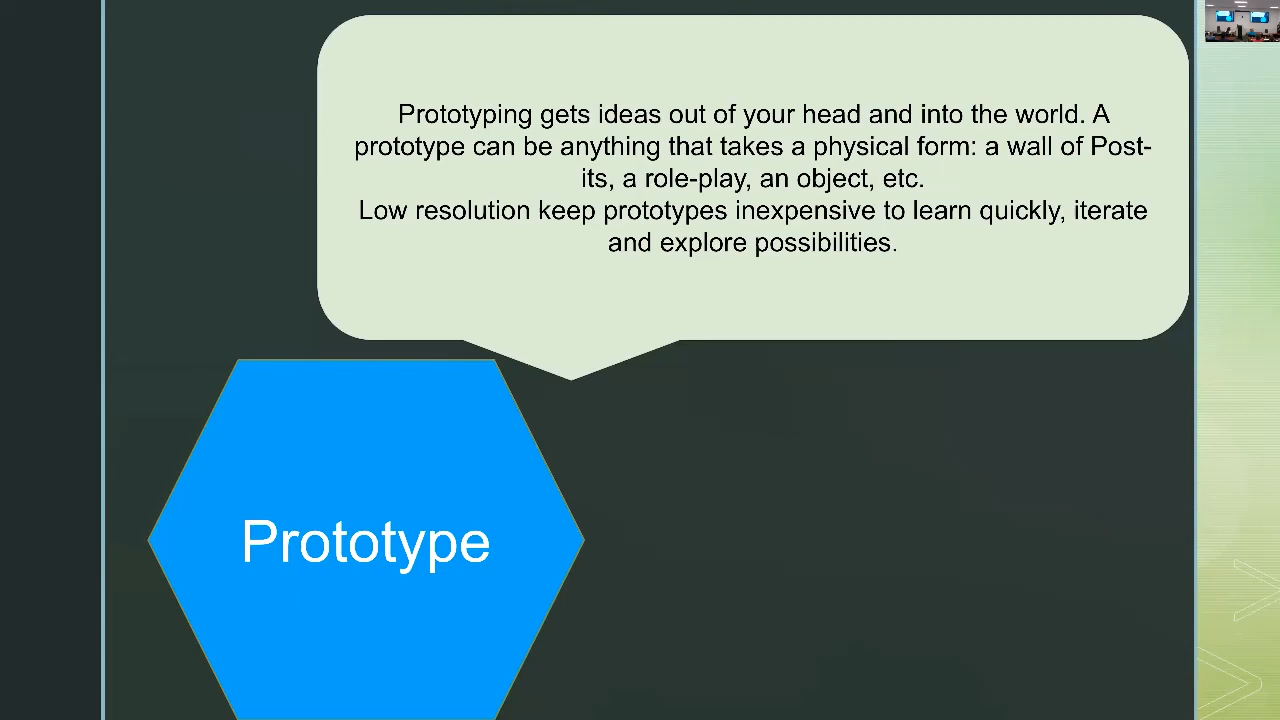 Prototyping gets ideas out of your head and into the world. A
prototype can be anything that takes a physical form: a wall of Post-
its, a role-play, an object, etc.
Low resolution keep prototypes inexpensive to learn quickly, iterate
and explore possibilities.
Prototype